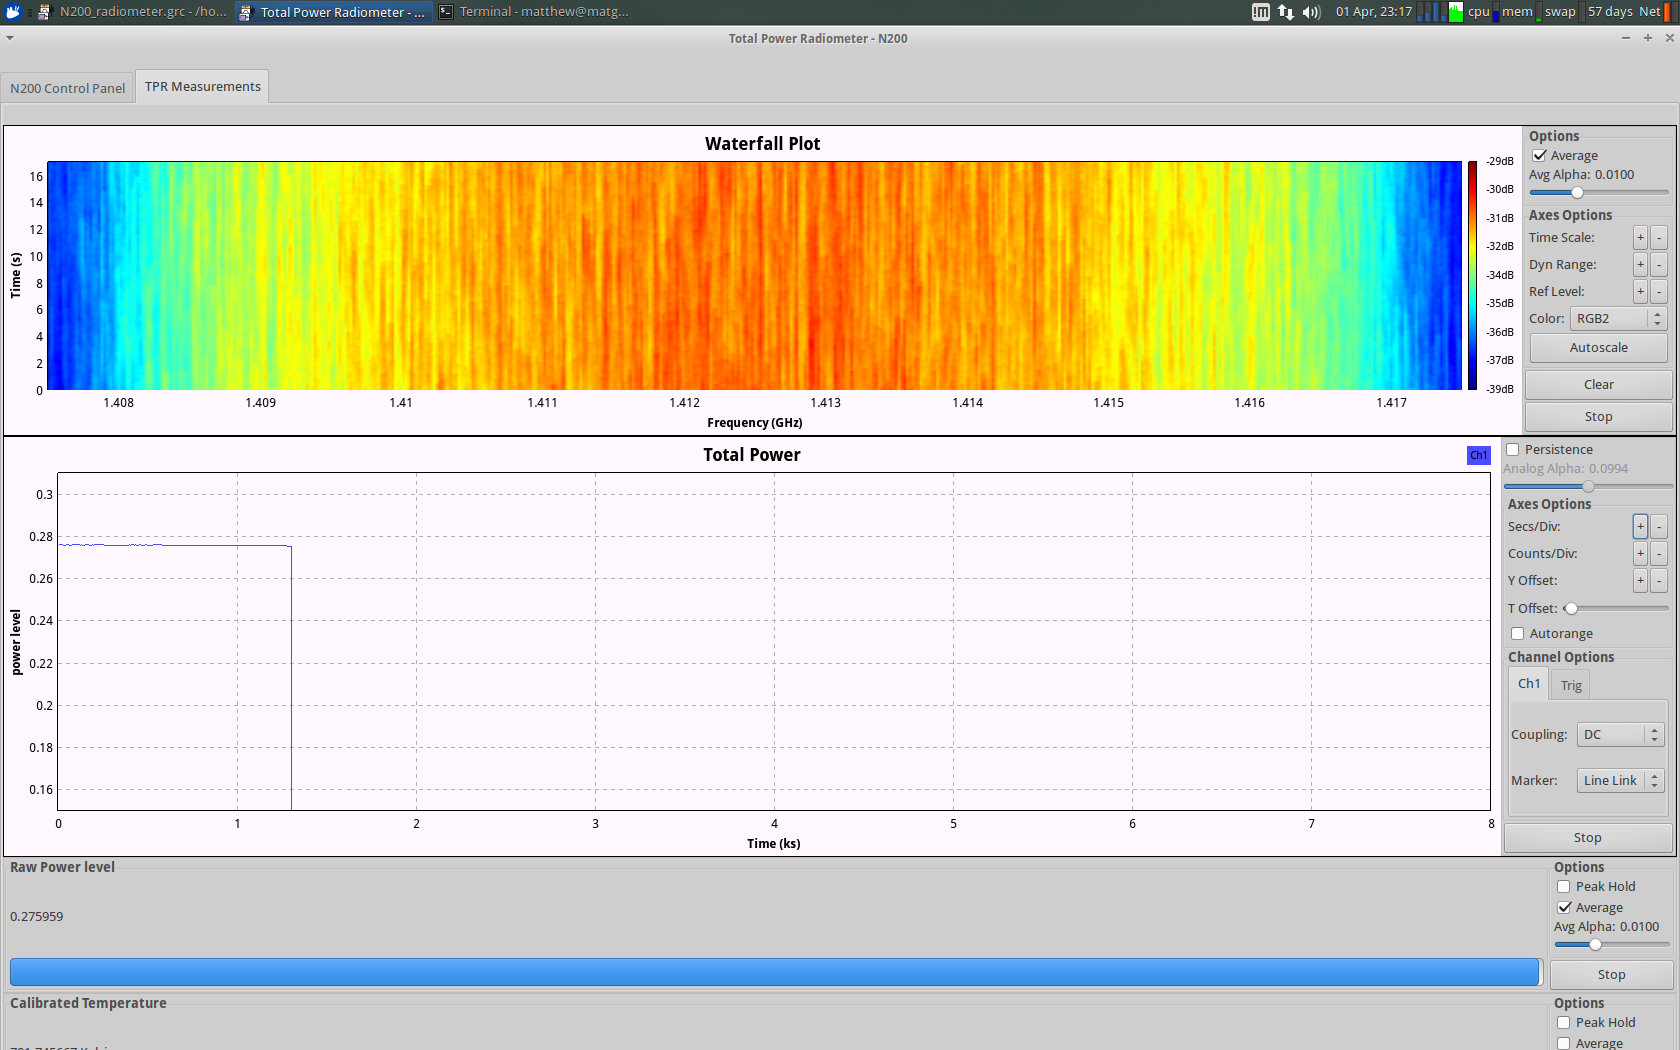 N200_radiometer.grc - /ho...
Total Power Radiometer - ...
Terminal - matthew@matg...
01 Apr, 23:17
cpu
mem
swap
57 days
Net
Total Power Radiometer - N200
N200 Control Panel
TPR Measurements
Waterfall Plot
Time (s)
16
14
12
10
8
6
4
2
0
1.408 1.409 1.41 1.411 1.412 1.413 1.414 1.415 1.416 1.417
Frequency (GHz)
-29dB
-30dB
-31dB
-32dB
-34dB
-35dB
-36dB
-37dB
-39dB
Options
Average
Avg Alpha: 0.0100
Axes Options
Time Scale: + -
Dyn Range: + -
Ref Level: + -
Color: RGB2
Autoscale
Clear
Stop
Total Power
Ch1
power level
0.3
0.28
0.26
0.24
0.22
0.2
0.18
0.16
0 1 2 3 4 5 6 7 8
Time (ks)
Persistence
Analog Alpha: 0.0994
Axes Options
Secs/Div: + -
Counts/Div: + -
Y Offset: + -
T Offset:
Autorange
Channel Options
Ch1 Trig
Coupling: DC
Marker: Line Link
Stop
Raw Power level
0.275959
Options
Peak Hold
Average
Avg Alpha: 0.0100
Stop
Calibrated Temperature
Options
Peak Hold
Average